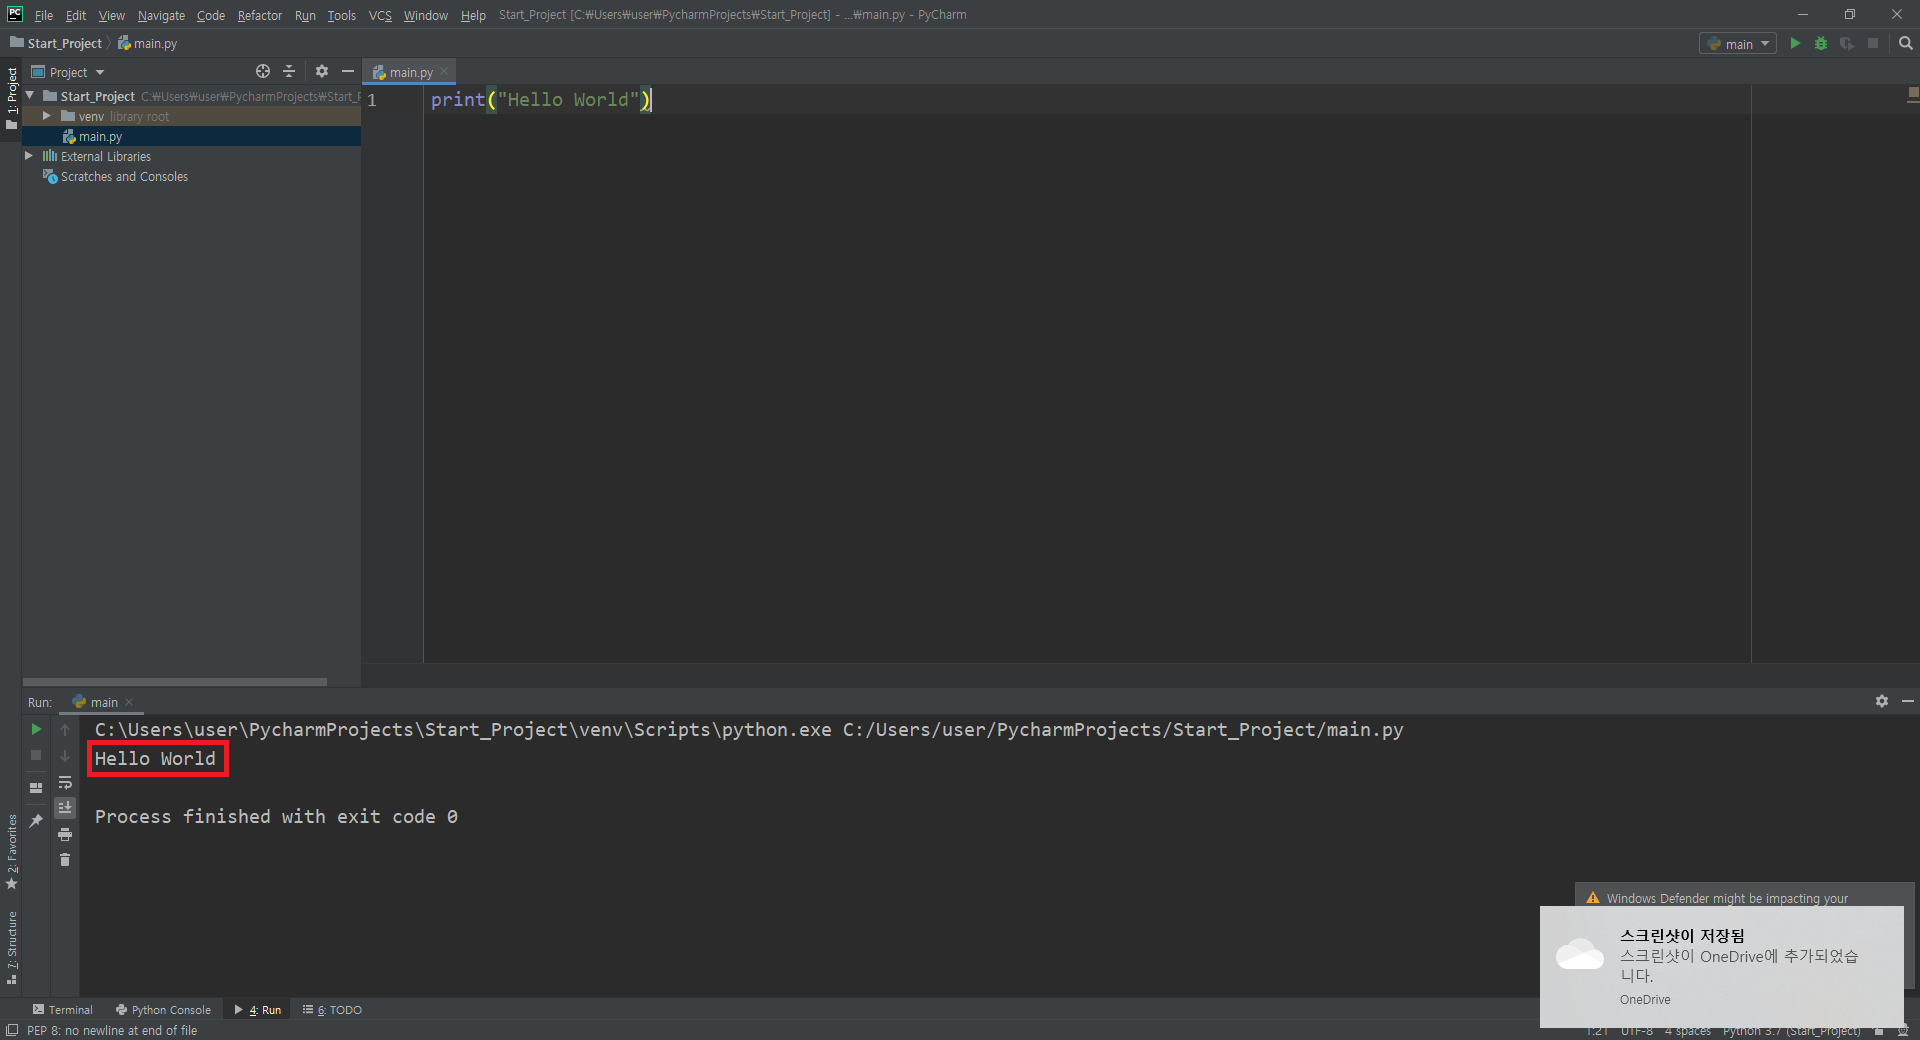 PC File Edit View Navigate Code Refactor Run Tools VCS Window Help Start_Project [C:₩Users₩user₩PycharmProjects₩Start_Project] - ...₩main.py - PyCharm
Start_Project main.py main
1: Project
Project
Start_Project C:₩Users₩user₩PycharmProjects₩Start_P
venv library root
main.py
External Libraries
Scratches and Consoles
main.py
1 print("Hello World")
Run: main
C:\Users\user\PycharmProjects\Start_Project\venv\Scripts\python.exe C:/Users/user/PycharmProjects/Start_Project/main.py
Hello World
Process finished with exit code 0
2: Favorites
7: Structure
Windows Defender might be impacting your
스크린샷이 저장됨
스크린샷이 OneDrive에 추가되었습
니다.
OneDrive
Terminal Python Console 4: Run 6: TODO
PEP 8: no newline at end of file
1:21 UTF-8 4 spaces Python 3.7 (Start_Project)